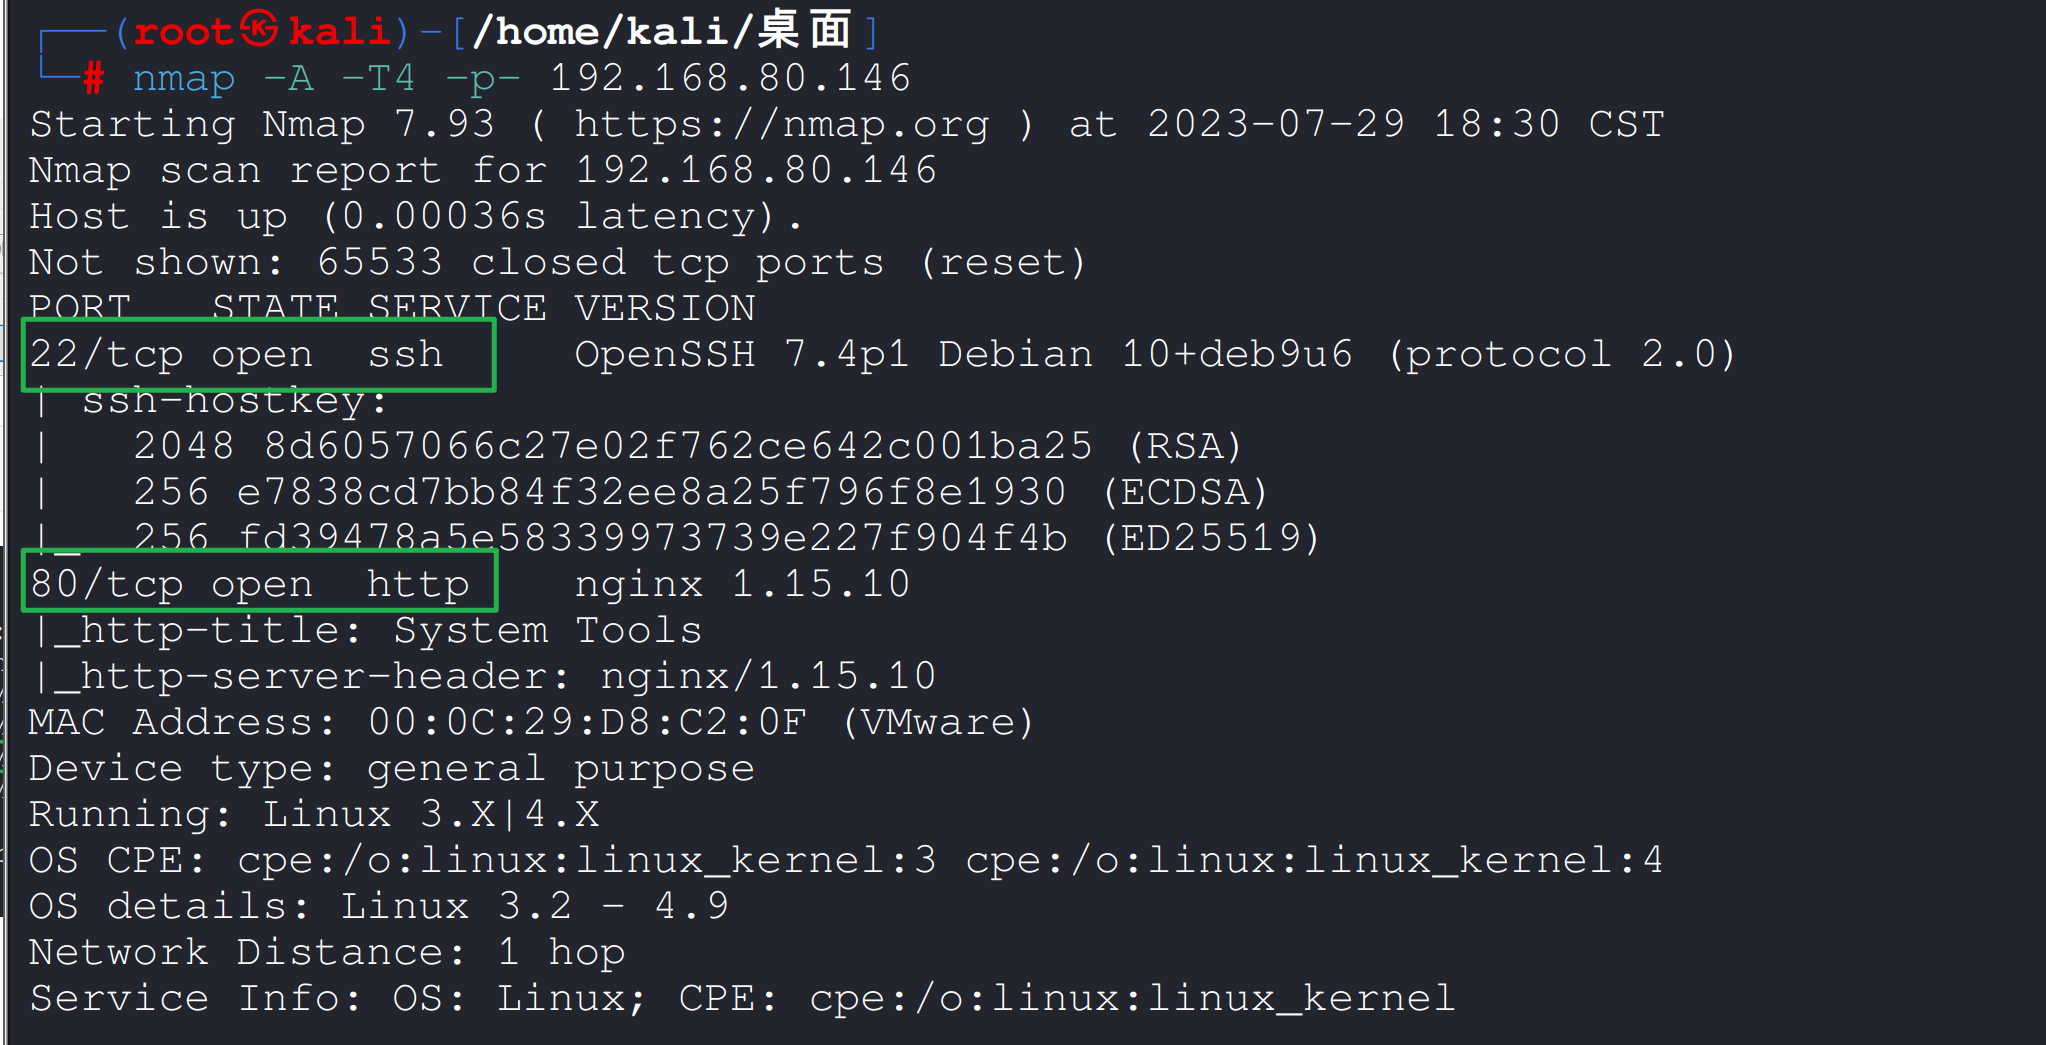 (root㉿kali)-[/home/kali/桌面]
# nmap -A -T4 -p- 192.168.80.146
Starting Nmap 7.93 ( https://nmap.org ) at 2023-07-29 18:30 CST
Nmap scan report for 192.168.80.146
Host is up (0.00036s latency).
Not shown: 65533 closed tcp ports (reset)
PORT   STATE SERVICE VERSION
22/tcp open  ssh     OpenSSH 7.4p1 Debian 10+deb9u6 (protocol 2.0)
| ssh-hostkey:
|   2048 8d6057066c27e02f762ce642c001ba25 (RSA)
|   256 e7838cd7bb84f32ee8a25f796f8e1930 (ECDSA)
|_  256 fd39478a5e58339973739e227f904f4b (ED25519)
80/tcp open  http    nginx 1.15.10
|_http-title: System Tools
|_http-server-header: nginx/1.15.10
MAC Address: 00:0C:29:D8:C2:0F (VMware)
Device type: general purpose
Running: Linux 3.X|4.X
OS CPE: cpe:/o:linux:linux_kernel:3 cpe:/o:linux:linux_kernel:4
OS details: Linux 3.2 - 4.9
Network Distance: 1 hop
Service Info: OS: Linux; CPE: cpe:/o:linux:linux_kernel